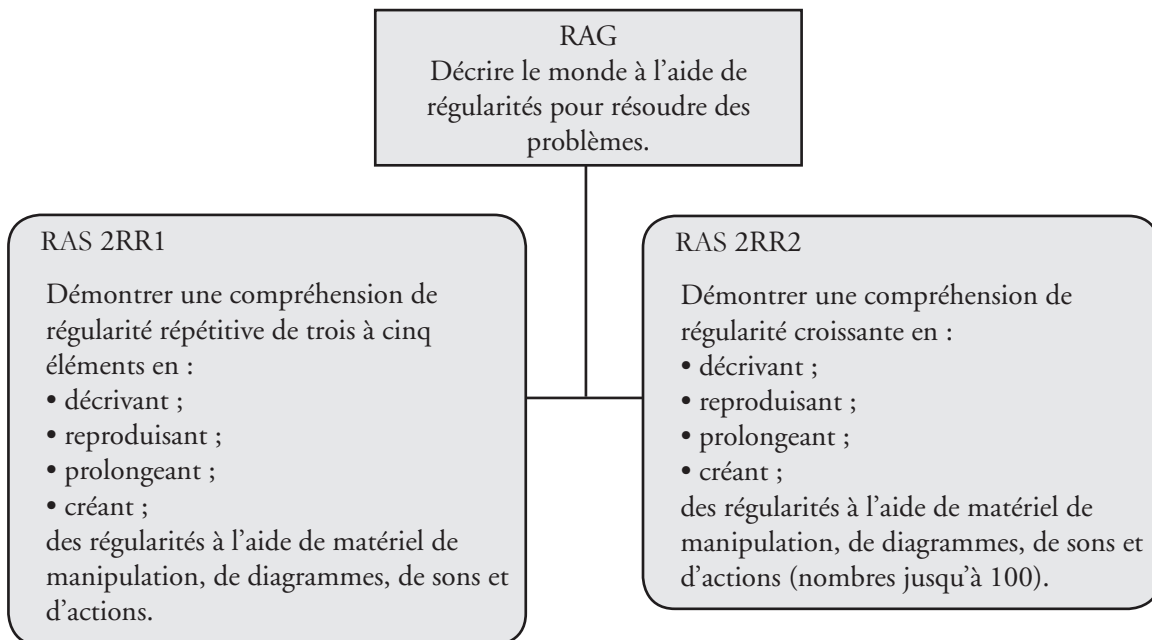 RAG
Décrire le monde à l’aide de
régularités pour résoudre des
problèmes.
RAS 2RR1
Démontrer une compréhension de
régularité répétitive de trois à cinq
éléments en :
• décrivant ;
• reproduisant ;
• prolongeant ;
• créant ;
des régularités à l’aide de matériel de
manipulation, de diagrammes, de sons et
d’actions.
RAS 2RR2
Démontrer une compréhension de
régularité croissante en :
• décrivant ;
• reproduisant ;
• prolongeant ;
• créant ;
des régularités à l’aide de matériel de
manipulation, de diagrammes, de sons et
d’actions (nombres jusqu’à 100).